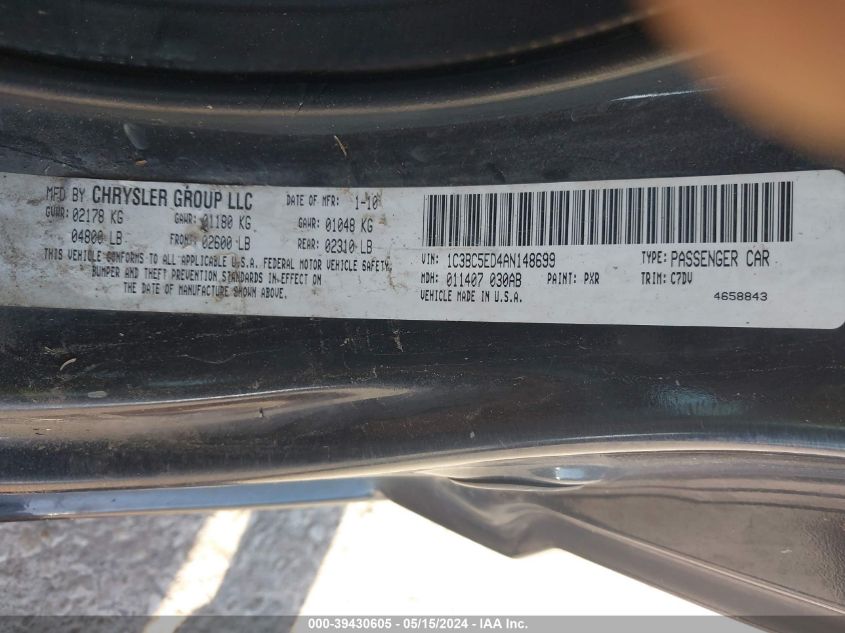 MFD BY CHRYSLER GROUP LLC DATE OF MFR: 1-10
GVWR: 02178 KG GAWR: 01180 KG GAWR: 01048 KG
04800 LB FRONT: 02600 LB REAR: 02310 LB
THIS VEHICLE CONFORMS TO ALL APPLICABLE U.S.A. FEDERAL MOTOR VEHICLE SAFETY,
BUMPER AND THEFT PREVENTION STANDARDS IN EFFECT ON
THE DATE OF MANUFACTURE SHOWN ABOVE.
VIN: 1C3BC5ED4AN148699 TYPE: PASSENGER CAR
MDH: 011407 030AB PAINT: PXR TRIM: C7DV
VEHICLE MADE IN U.S.A. 4658843
000-39430605 - 05/15/2024 - IAA Inc.